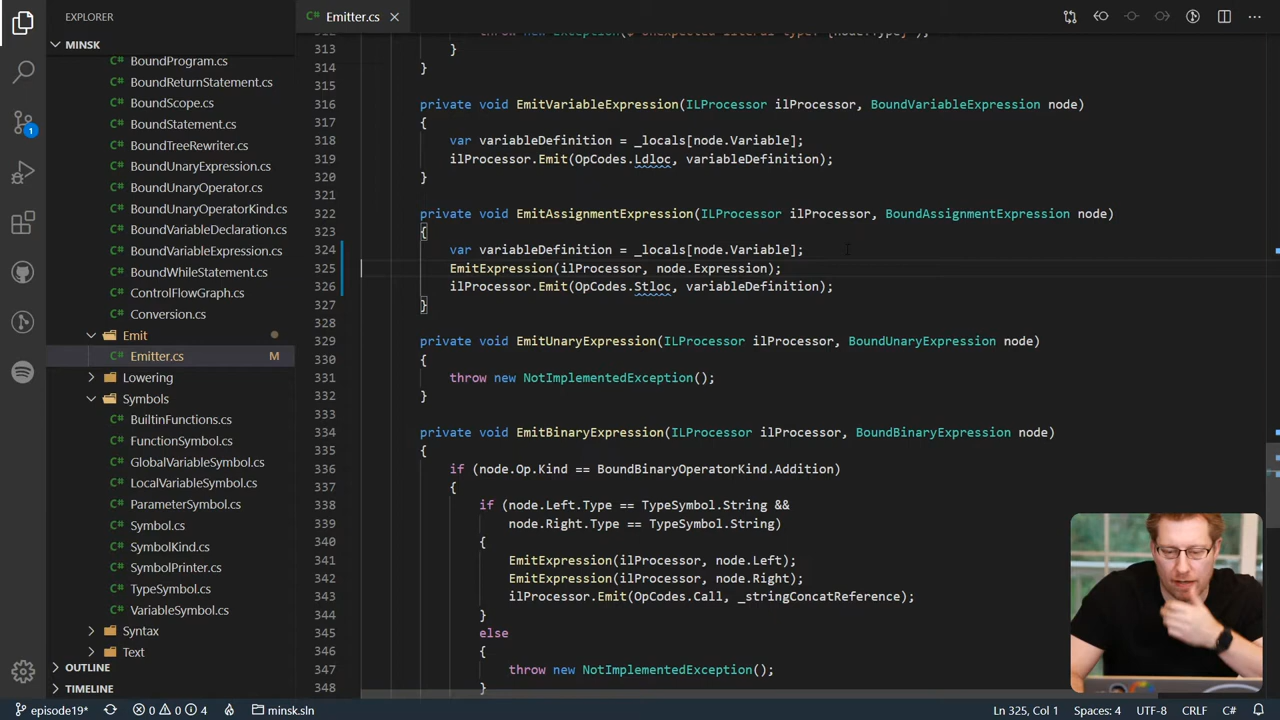 EXPLORER
MINSK
BoundProgram.cs
BoundReturnStatement.cs
BoundScope.cs
BoundStatement.cs
BoundTreeRewriter.cs
BoundUnaryExpression.cs
BoundUnaryOperator.cs
BoundUnaryOperatorKind.cs
BoundVariableDeclaration.cs
BoundVariableExpression.cs
BoundWhileStatement.cs
ControlFlowGraph.cs
Conversion.cs
Emit
Emitter.cs M
Lowering
Symbols
BuiltinFunctions.cs
FunctionSymbol.cs
GlobalVariableSymbol.cs
LocalVariableSymbol.cs
ParameterSymbol.cs
Symbol.cs
SymbolKind.cs
SymbolPrinter.cs
TypeSymbol.cs
VariableSymbol.cs
Syntax
Text
OUTLINE
TIMELINE
1
Emitter.cs
313 }
314 }
315
316 private void EmitVariableExpression(ILProcessor ilProcessor, BoundVariableExpression node)
317 {
318 var variableDefinition = _locals[node.Variable];
319 ilProcessor.Emit(OpCodes.Ldloc, variableDefinition);
320 }
321
322 private void EmitAssignmentExpression(ILProcessor ilProcessor, BoundAssignmentExpression node)
323 {
324 var variableDefinition = _locals[node.Variable];
325 EmitExpression(ilProcessor, node.Expression);
326 ilProcessor.Emit(OpCodes.Stloc, variableDefinition);
327 }
328
329 private void EmitUnaryExpression(ILProcessor ilProcessor, BoundUnaryExpression node)
330 {
331 throw new NotImplementedException();
332 }
333
334 private void EmitBinaryExpression(ILProcessor ilProcessor, BoundBinaryExpression node)
335 {
336 if (node.Op.Kind == BoundBinaryOperatorKind.Addition)
337 {
338 if (node.Left.Type == TypeSymbol.String &&
339 node.Right.Type == TypeSymbol.String)
340 {
341 EmitExpression(ilProcessor, node.Left);
342 EmitExpression(ilProcessor, node.Right);
343 ilProcessor.Emit(OpCodes.Call, _stringConcatReference);
344 }
345 else
346 {
347 throw new NotImplementedException();
348 }
episode19* 0 0 4 minsk.sln Ln 325, Col 1 Spaces: 4 UTF-8 CRLF C#